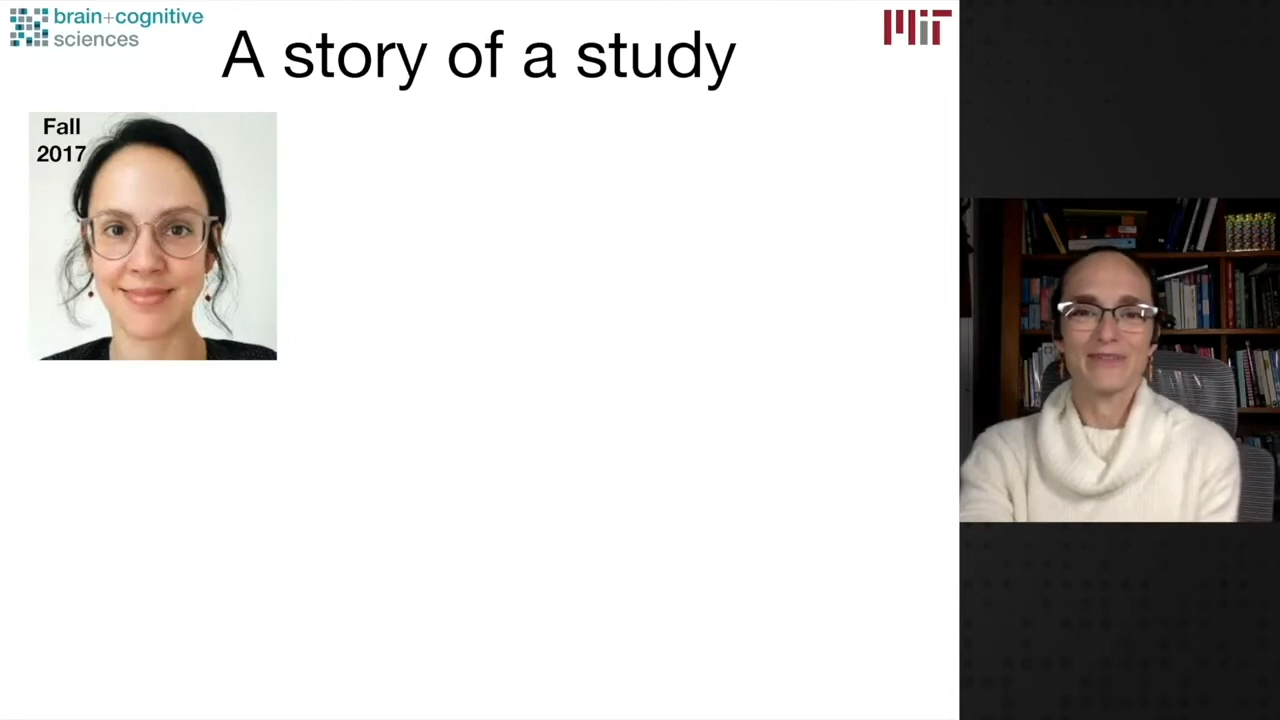 brain+cognitive
sciences
MIT
A story of a study
Fall
2017